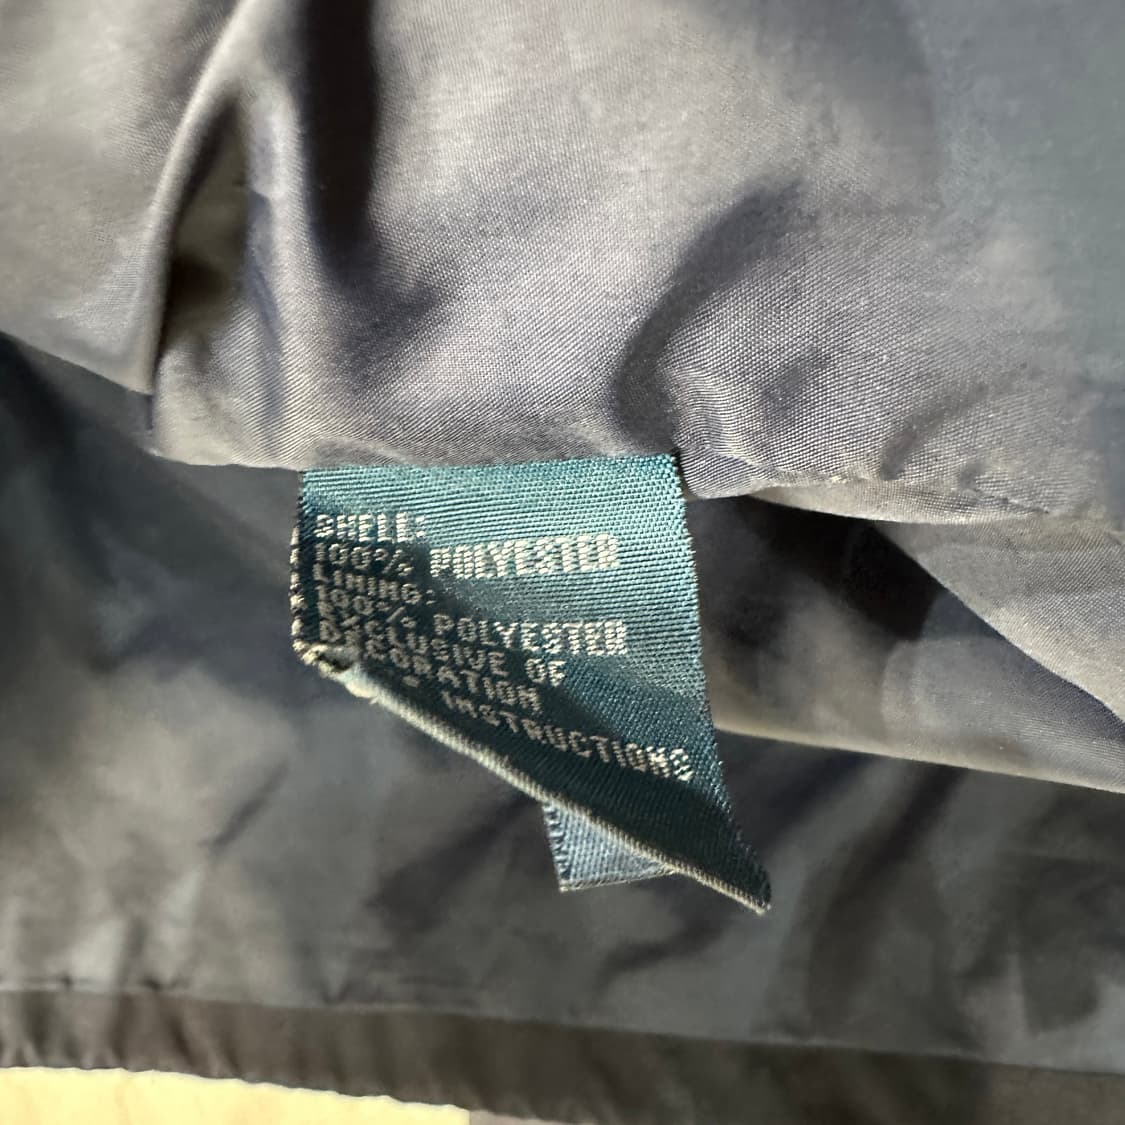 SHELL:
100% POLYESTER
LINING:
100% POLYESTER
EXCLUSIVE OF
DECORATION
INSTRUCTIONS